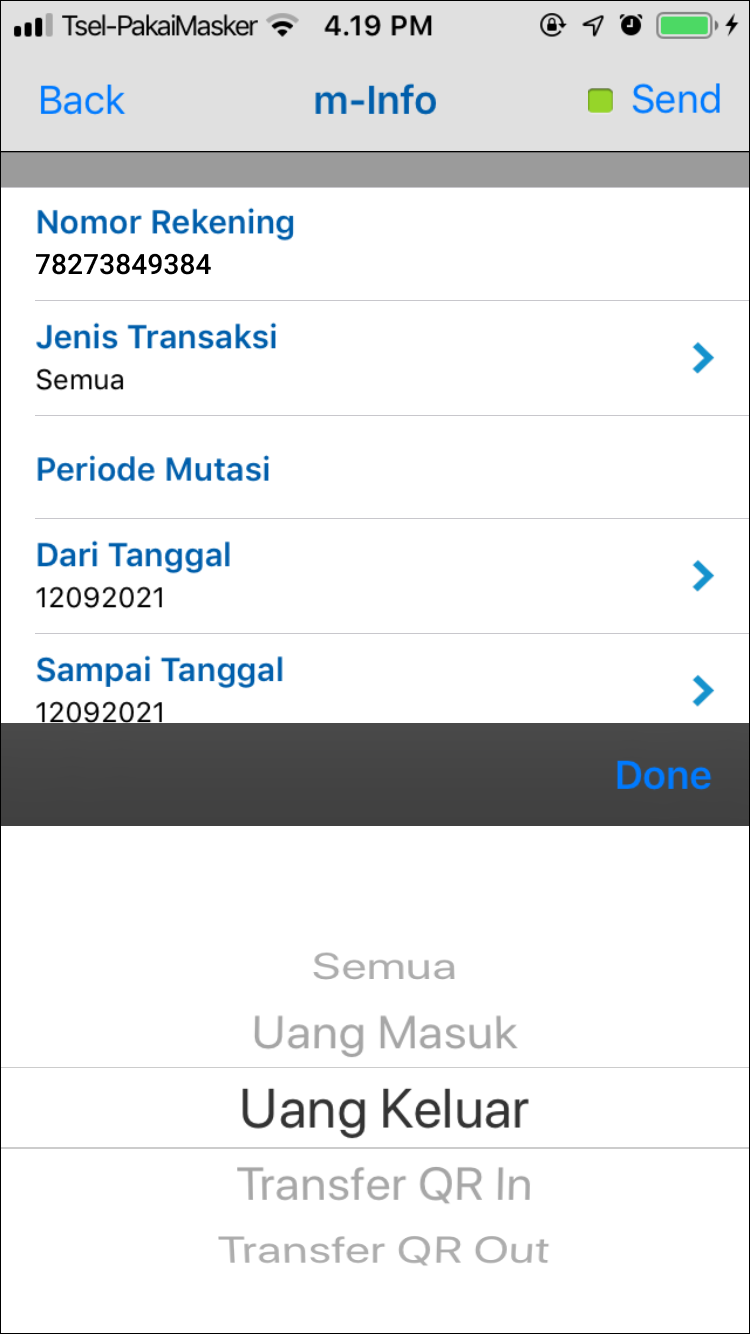 Tsel-PakaiMasker 4.19 PM
Back m-Info Send
Nomor Rekening
78273849384
Jenis Transaksi
Semua
Periode Mutasi
Dari Tanggal
12092021
Sampai Tanggal
12092021
Done
Semua
Uang Masuk
Uang Keluar
Transfer QR In
Transfer QR Out